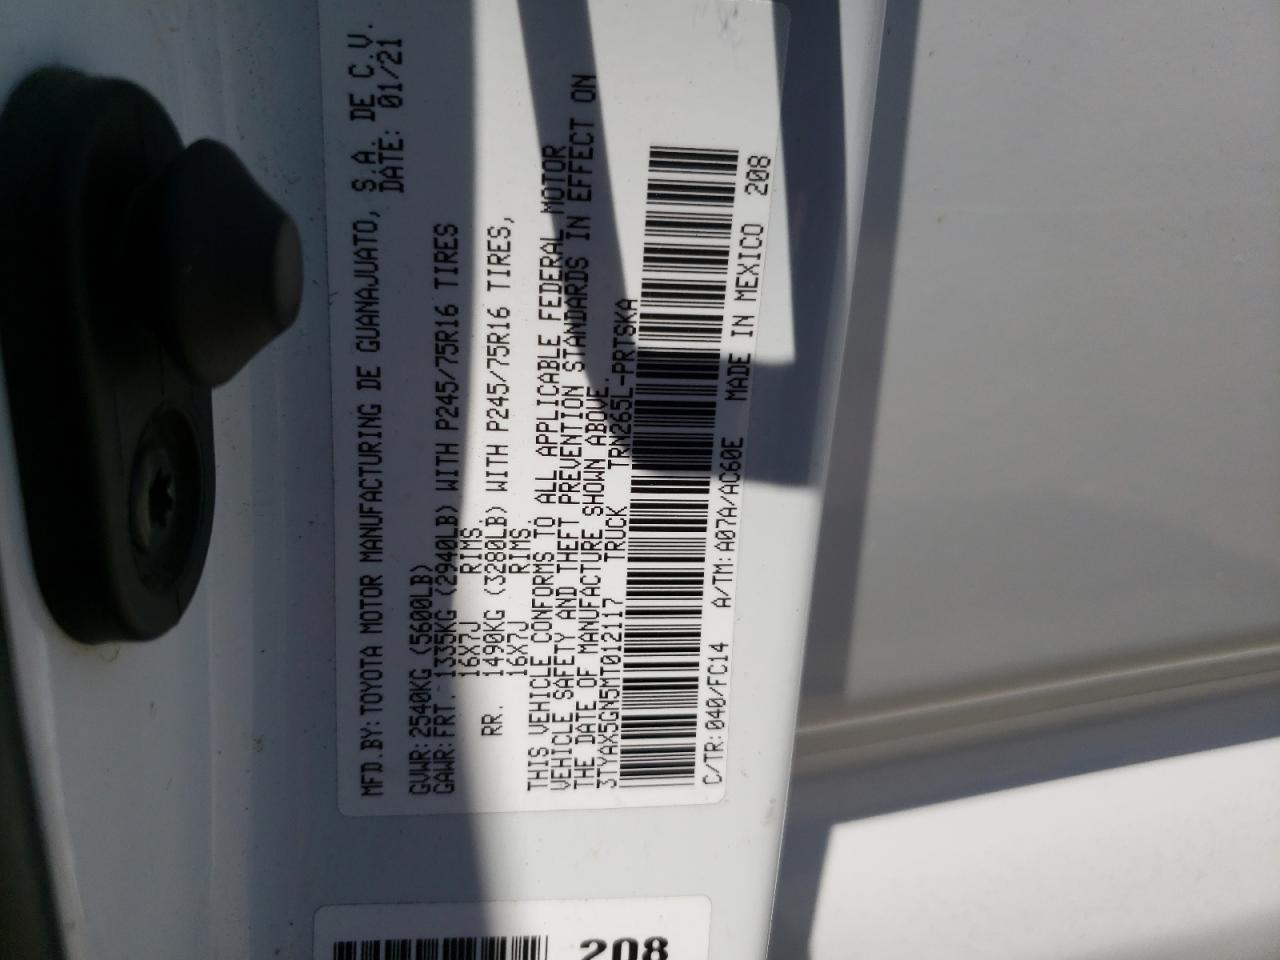 MFD.BY:TOYOTA MOTOR MANUFACTURING DE GUANAJUATO, S.A. DE C.V.
DATE: 01/21
GVWR:2540KG (5600LB)
GAWR:FRT. 1335KG (2940LB) WITH P245/75R16 TIRES
16X7J RIMS.
RR. 1490KG (3280LB) WITH P245/75R16 TIRES,
16X7J RIMS.
THIS VEHICLE CONFORMS TO ALL APPLICABLE FEDERAL MOTOR
VEHICLE SAFETY AND THEFT PREVENTION STANDARDS IN EFFECT ON
THE DATE OF MANUFACTURE SHOWN ABOVE.
3TYAX5GN5MT012117 TRUCK TRN265L-PRTSKA
C/TR:040/FC14 A/TM:A07A/AC60E MADE IN MEXICO 208
208